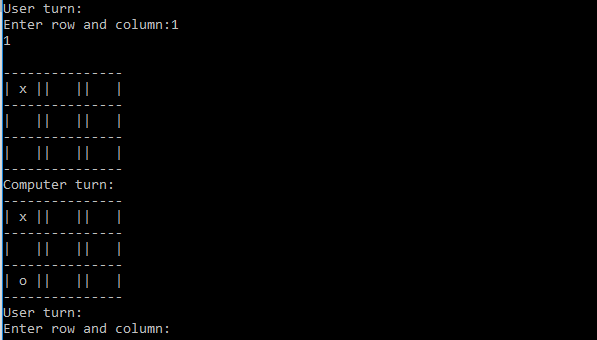 User turn:
Enter row and column:1
1
---------------
| x ||   ||   |
---------------
|   ||   ||   |
---------------
|   ||   ||   |
---------------
Computer turn:
---------------
| x ||   ||   |
---------------
|   ||   ||   |
---------------
| o ||   ||   |
---------------
User turn:
Enter row and column: